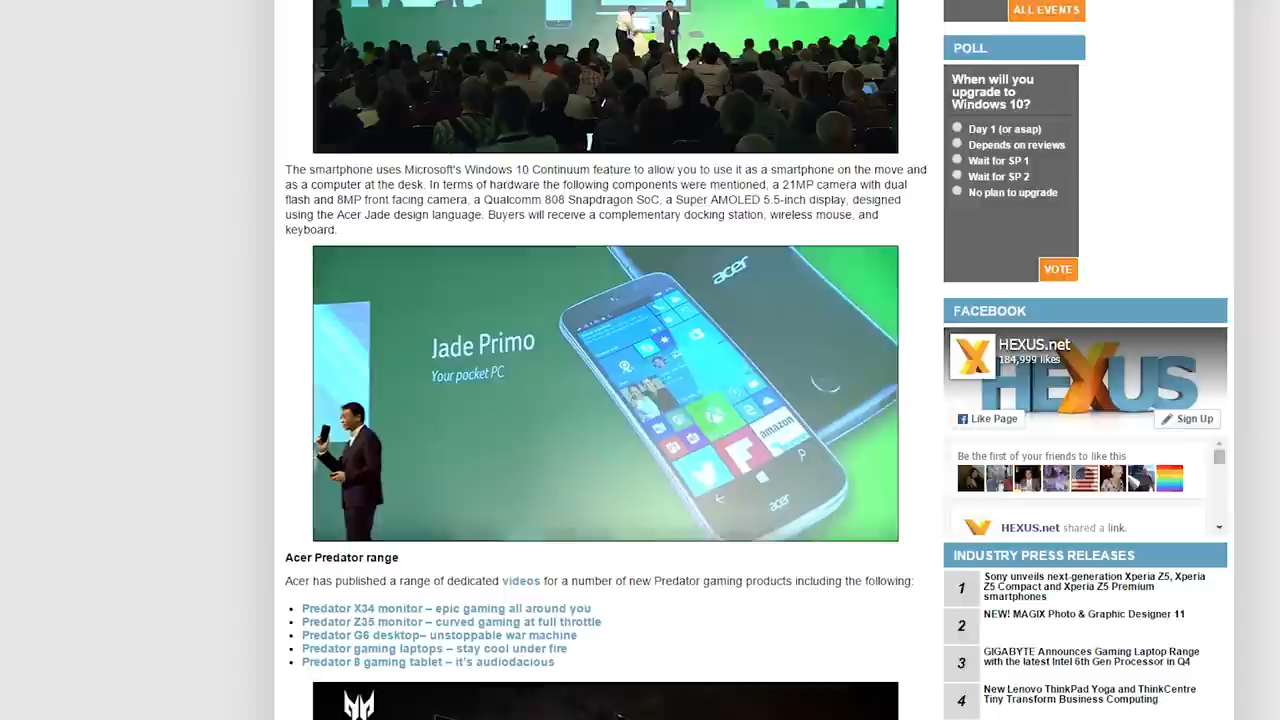 ALL EVENTS
POLL
When will you
upgrade to
Windows 10?
Day 1 (or asap)
Depends on reviews
Wait for SP 1
Wait for SP 2
No plan to upgrade
VOTE
The smartphone uses Microsoft's Windows 10 Continuum feature to allow you to use it as a smartphone on the move and
as a computer at the desk. In terms of hardware the following components were mentioned; a 21MP camera with dual
flash and 8MP front facing camera, a Qualcomm 808 Snapdragon SoC, a Super AMOLED 5.5-inch display, designed
using the Acer Jade design language. Buyers will receive a complementary docking station, wireless mouse, and
keyboard.
acer
Jade Primo
Your pocket PC
amazon
acer
Acer Predator range
Acer has published a range of dedicated videos for a number of new Predator gaming products including the following:
Predator X34 monitor – epic gaming all around you
Predator Z35 monitor – curved gaming at full throttle
Predator G6 desktop– unstoppable war machine
Predator gaming laptops – stay cool under fire
Predator 8 gaming tablet – it's audiodacious
FACEBOOK
HEXUS.net
184,999 likes
HEXUS
Like Page
Sign Up
Be the first of your friends to like this
HEXUS.net shared a link.
INDUSTRY PRESS RELEASES
1
Sony unveils next-generation Xperia Z5, Xperia
Z5 Compact and Xperia Z5 Premium
smartphones
2
NEW! MAGIX Photo & Graphic Designer 11
3
GIGABYTE Announces Gaming Laptop Range
with the latest Intel 6th Gen Processor in Q4
4
New Lenovo ThinkPad Yoga and ThinkCentre
Tiny Transform Business Computing